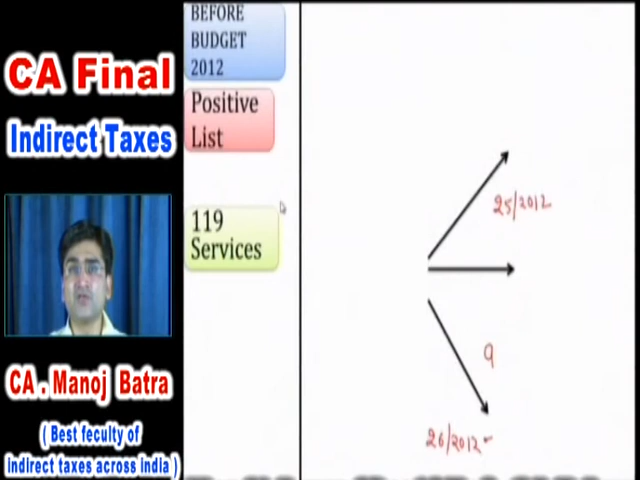 CA Final
Indirect Taxes
CA . Manoj Batra
( Best feculty of
indirect taxes across india )
BEFORE
BUDGET
2012
Positive
List
119
Services
25/2012
9
26/2012